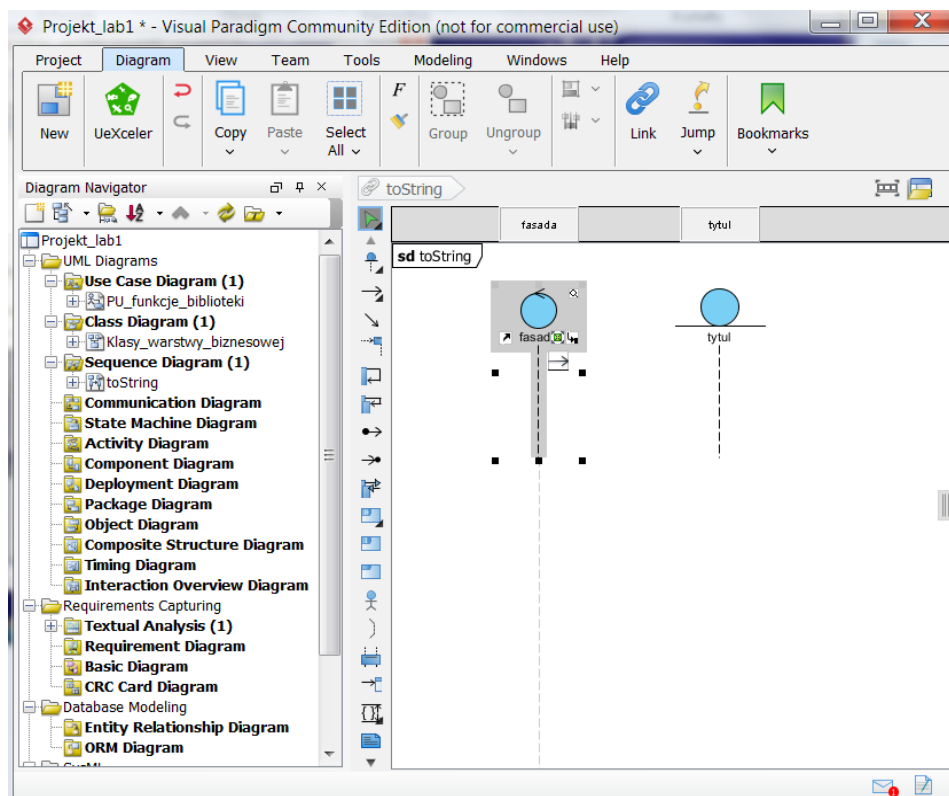 Projekt_lab1 * - Visual Paradigm Community Edition (not for commercial use)
Project Diagram View Team Tools Modeling Windows Help
New UeXceler Copy Paste Select All F Group Ungroup Link Jump Bookmarks
Diagram Navigator
toString
Projekt_lab1
UML Diagrams
Use Case Diagram (1)
PU_funkcje_biblioteki
Class Diagram (1)
Klasy_warstwy_biznesowej
Sequence Diagram (1)
toString
Communication Diagram
State Machine Diagram
Activity Diagram
Component Diagram
Deployment Diagram
Package Diagram
Object Diagram
Composite Structure Diagram
Timing Diagram
Interaction Overview Diagram
Requirements Capturing
Textual Analysis (1)
Requirement Diagram
Basic Diagram
CRC Card Diagram
Database Modeling
Entity Relationship Diagram
ORM Diagram
fasada tytul
sd toString
fasad tytul
1